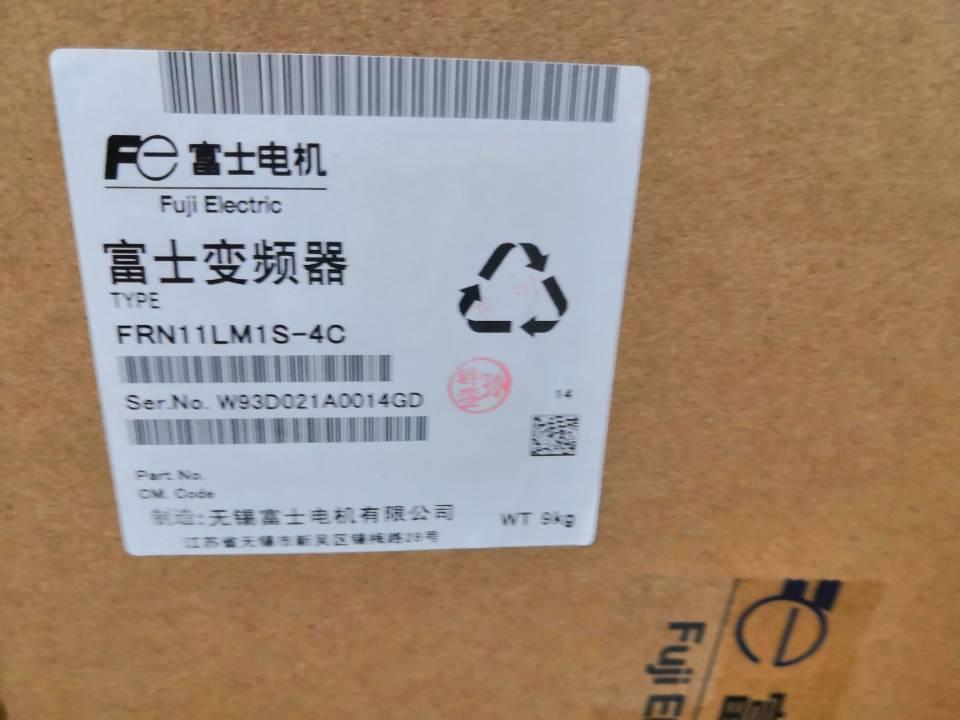 Fe 富士电机
Fuji Electric
富士变频器
TYPE
FRN11LM1S-4C
Ser.No. W93D021A0014GD
14
Part No.
CM. Code
制造:无锡富士电机有限公司
WT 9kg
江苏省无锡市新吴区锡梅路28号
Fe 富
Fuji E